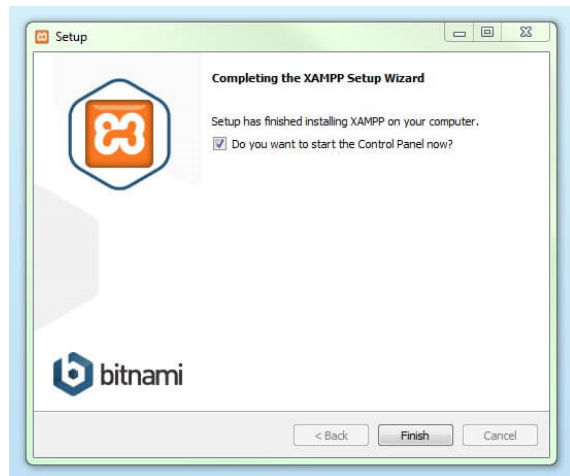 Setup
Completing the XAMPP Setup Wizard
Setup has finished installing XAMPP on your computer.
Do you want to start the Control Panel now?
bitnami
< Back
Finish
Cancel